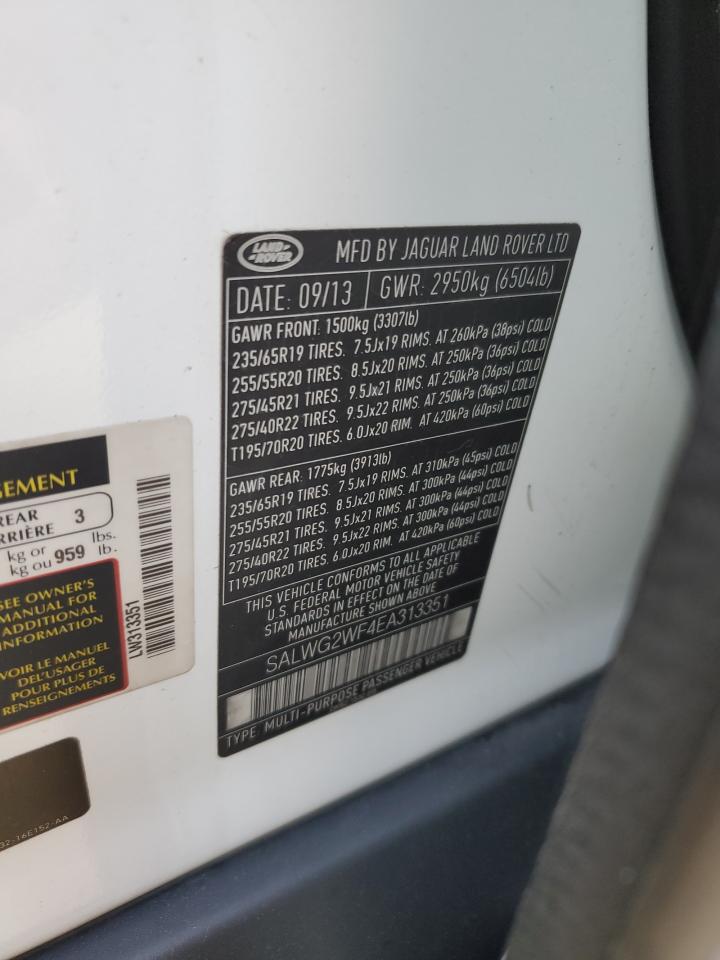 LAND ROVER
MFD BY JAGUAR LAND ROVER LTD
DATE: 09/13 GWR: 2950kg (6504lb)
GAWR FRONT: 1500kg (3307lb)
235/65R19 TIRES. 7.5Jx19 RIMS. AT 260kPa (38psi) COLD
255/55R20 TIRES. 8.5Jx20 RIMS. AT 250kPa (36psi) COLD
275/45R21 TIRES. 9.5Jx21 RIMS. AT 250kPa (36psi) COLD
275/40R22 TIRES. 9.5Jx22 RIMS. AT 250kPa (36psi) COLD
T195/70R20 TIRES. 6.0Jx20 RIM. AT 420kPa (60psi) COLD
GAWR REAR: 1775kg (3913lb)
235/65R19 TIRES. 7.5Jx19 RIMS. AT 310kPa (45psi) COLD
255/55R20 TIRES. 8.5Jx20 RIMS. AT 300kPa (44psi) COLD
275/45R21 TIRES. 9.5Jx21 RIMS. AT 300kPa (44psi) COLD
275/40R22 TIRES. 9.5Jx22 RIMS. AT 300kPa (44psi) COLD
T195/70R20 TIRES. 6.0Jx20 RIM. AT 420kPa (60psi) COLD
THIS VEHICLE CONFORMS TO ALL APPLICABLE
U.S. FEDERAL MOTOR VEHICLE SAFETY
STANDARDS IN EFFECT ON THE DATE OF
MANUFACTURE SHOWN ABOVE
SALWG2WF4EA313351
TYPE: MULTI-PURPOSE PASSENGER VEHICLE
GEMENT
REAR
RRIÈRE 3
kg or lbs.
kg ou 959 lb.
SEE OWNER'S
MANUAL FOR
ADDITIONAL
INFORMATION
VOIR LE MANUEL
DEL'USAGER
POUR PLUS DE
RENSEIGNEMENTS
LW313351
32-16E152-AA